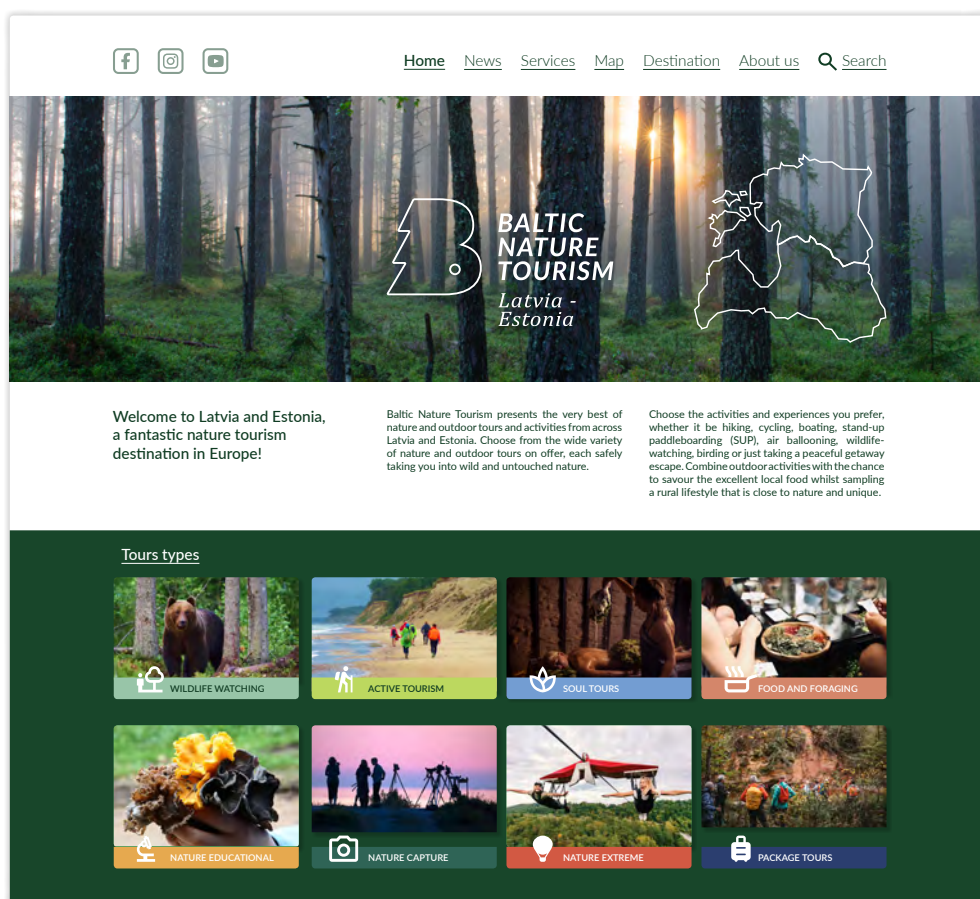 Home News Services Map Destination About us Search
BALTIC
NATURE
TOURISM
Latvia -
Estonia
Welcome to Latvia and Estonia,
a fantastic nature tourism
destination in Europe!
Baltic Nature Tourism presents the very best of
nature and outdoor tours and activities from across
Latvia and Estonia. Choose from the wide variety
of nature and outdoor tours on offer, each safely
taking you into wild and untouched nature.
Choose the activities and experiences you prefer,
whether it be hiking, cycling, boating, stand-up
paddleboarding (SUP), air ballooning, wildlife-
watching, birding or just taking a peaceful getaway
escape. Combine outdoor activities with the chance
to savour the excellent local food whilst sampling
a rural lifestyle that is close to nature and unique.
Tours types
WILDLIFE WATCHING
ACTIVE TOURISM
SOUL TOURS
FOOD AND FORAGING
NATURE EDUCATIONAL
NATURE CAPTURE
NATURE EXTREME
PACKAGE TOURS